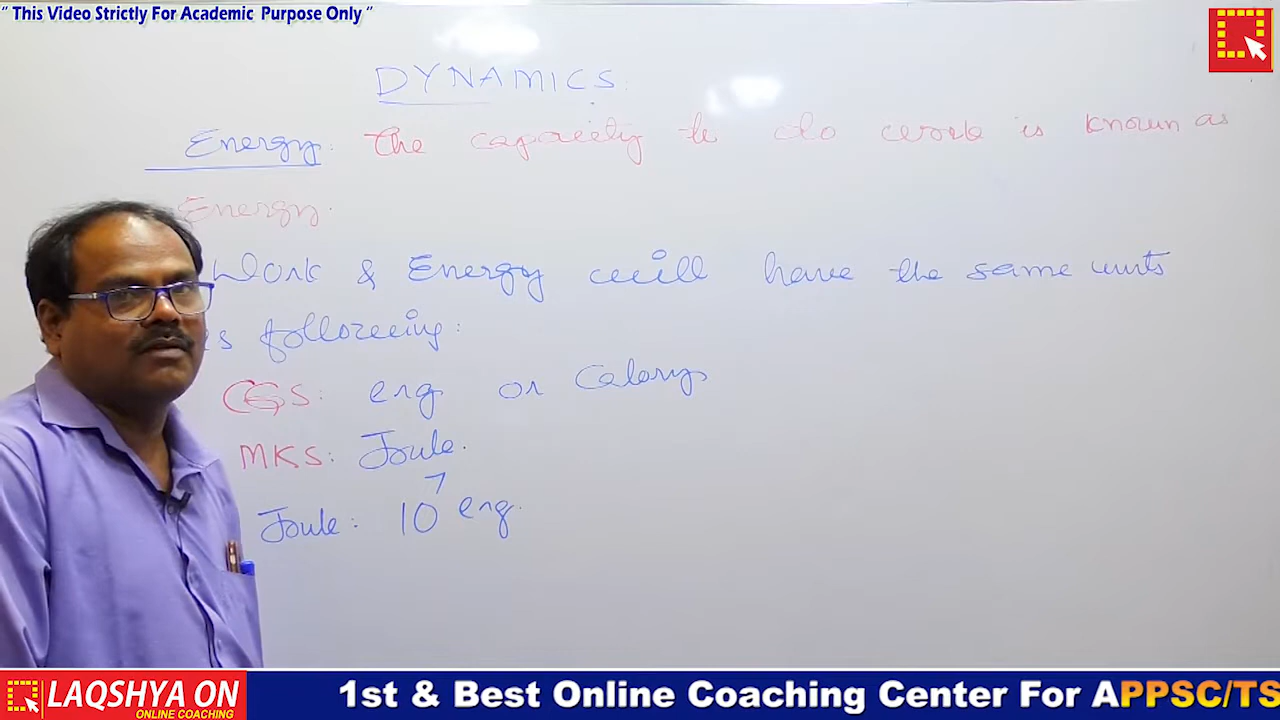 “ This Video Strictly For Academic Purpose Only ”
DYNAMICS:
Energy: The capacity to do work is known as
Energy.
Work & Energy will have the same units
as following:
CGS: erg or Calorys
MKS: Joule.
Joule: 10⁷ erg.
LAQSHYA ON
ONLINE COACHING
1st & Best Online Coaching Center For APPSC/TS